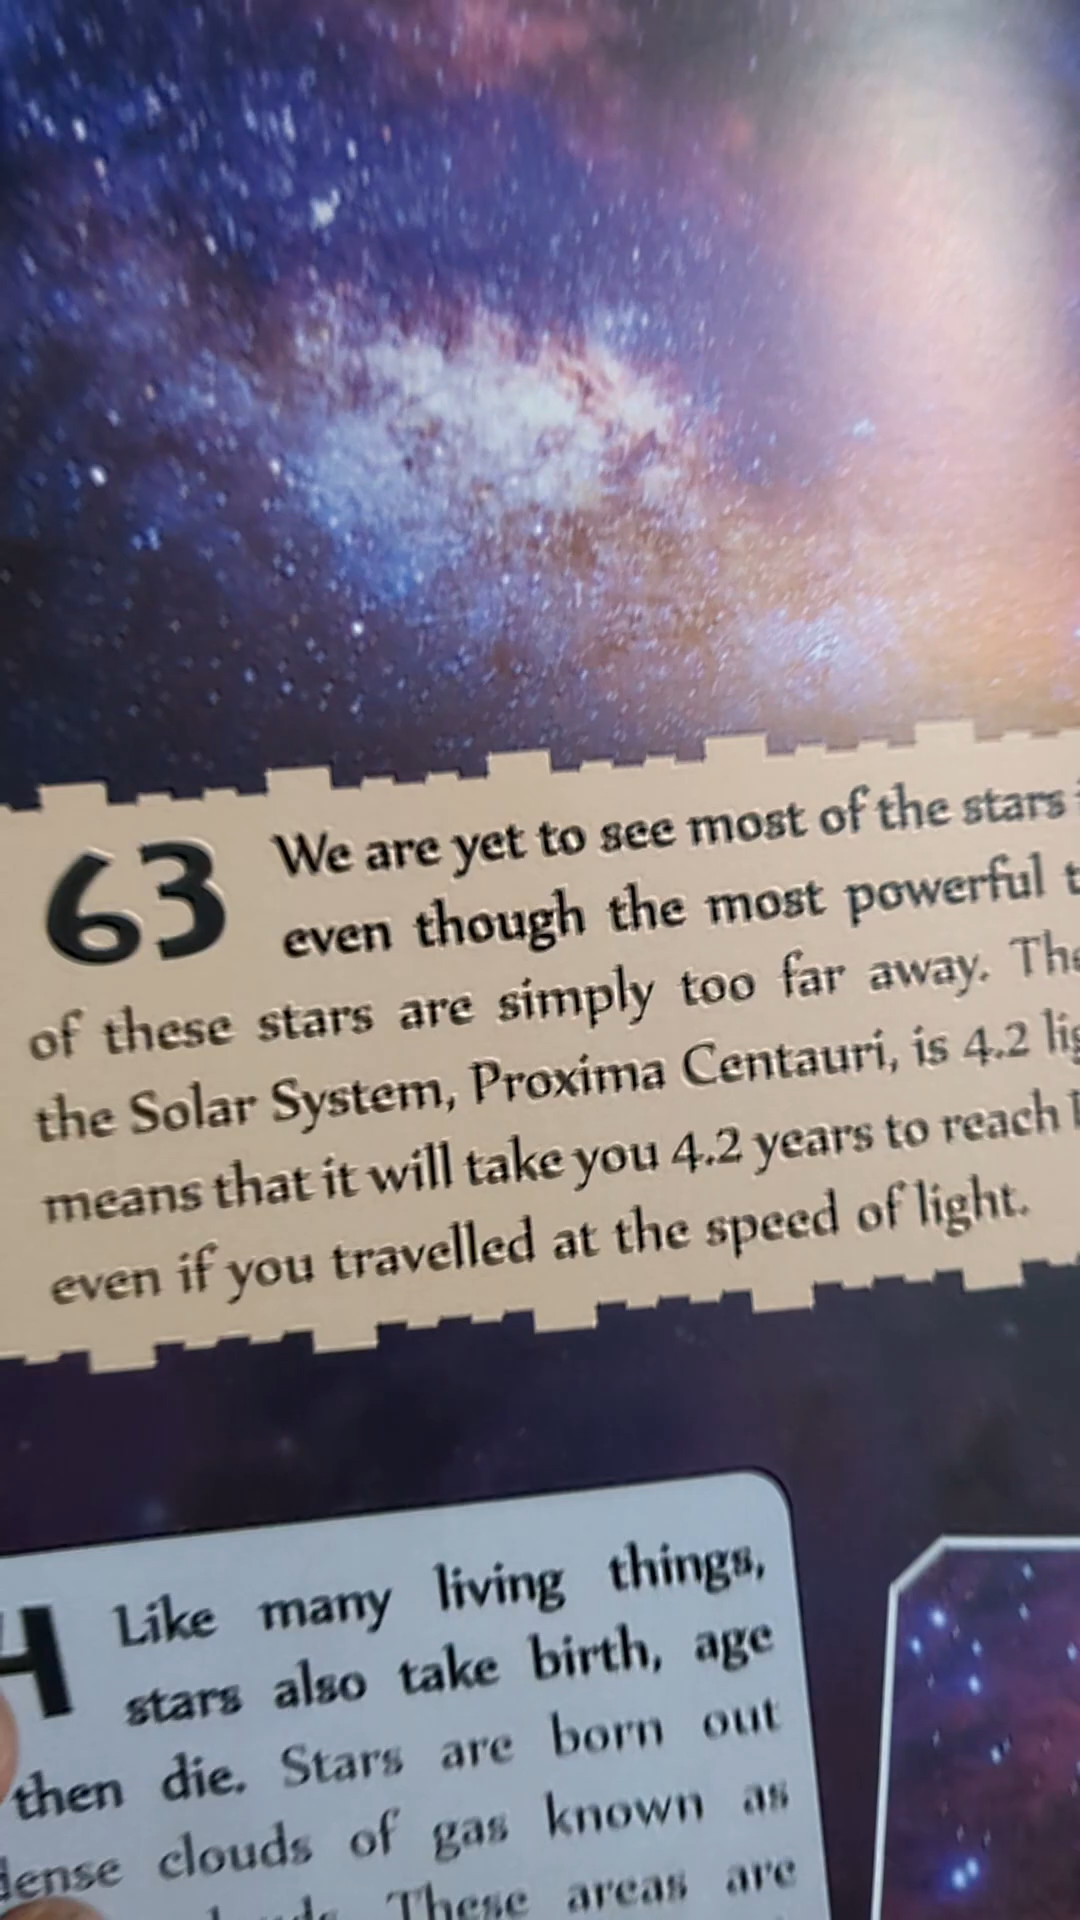 63 We are yet to see most of the stars
even though the most powerful
of these stars are simply too far away.
the Solar System, Proxima Centauri, is 4.2
means that it will take you 4.2 years to reach
even if you travelled at the speed of light.
Like many living things,
stars also take birth, age
then die. Stars are born out
dense clouds of gas known as
These areas are